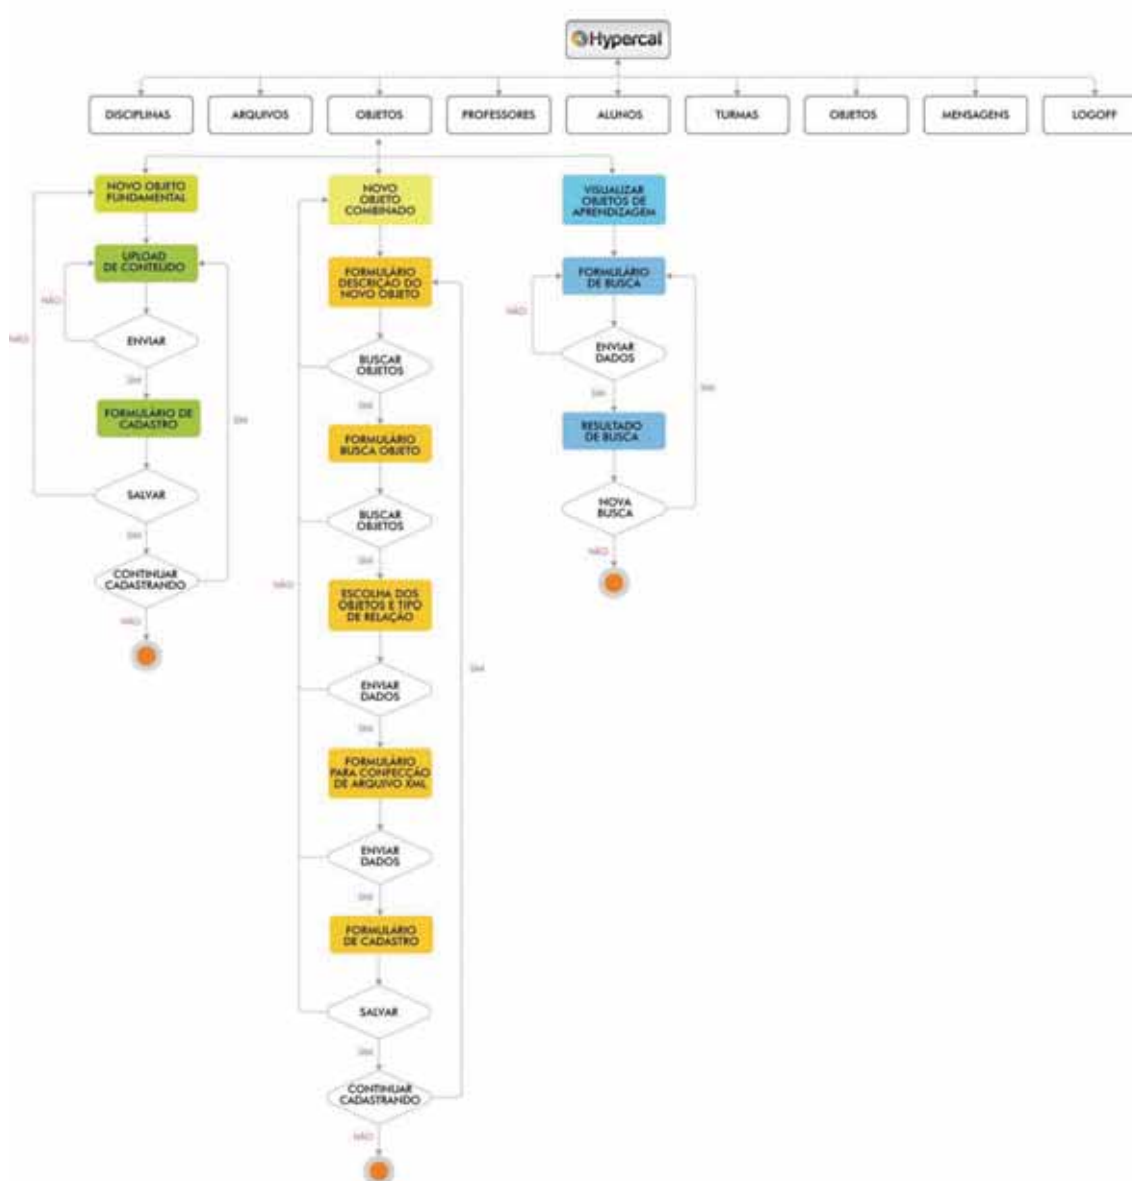 Hypercal
DISCIPLINAS
ARQUIVOS
OBJETOS
PROFESSORES
ALUNOS
TURMAS
OBJETOS
MENSAGENS
LOGOFF
NOVO OBJETO
FUNDAMENTAL
UPLOAD
DE CONTEÚDO
NÃO
NÃO
ENVIAR
SIM
FORMULÁRIO DE
CADASTRO
SIM
SALVAR
SIM
CONTINUAR
CADASTRANDO
NÃO
NOVO
OBJETO
COMBINADO
FORMULÁRIO
DESCRIÇÃO DO
NOVO OBJETO
BUSCAR
OBJETOS
SIM
FORMULÁRIO
BUSCA OBJETO
BUSCAR
OBJETOS
SIM
NÃO
ESCOLHA DOS
OBJETOS E TIPO
DE RELAÇÃO
SIM
ENVIAR
DADOS
SIM
FORMULÁRIO
PARA CONFECÇÃO
DE ARQUIVO XML
ENVIAR
DADOS
SIM
FORMULÁRIO
DE CADASTRO
SALVAR
SIM
CONTINUAR
CADASTRANDO
NÃO
VISUALIZAR
OBJETOS DE
APRENDIZAGEM
FORMULÁRIO
DE BUSCA
NÃO
ENVIAR
DADOS
SIM
SIM
RESULTADO
DE BUSCA
NOVA
BUSCA
NÃO